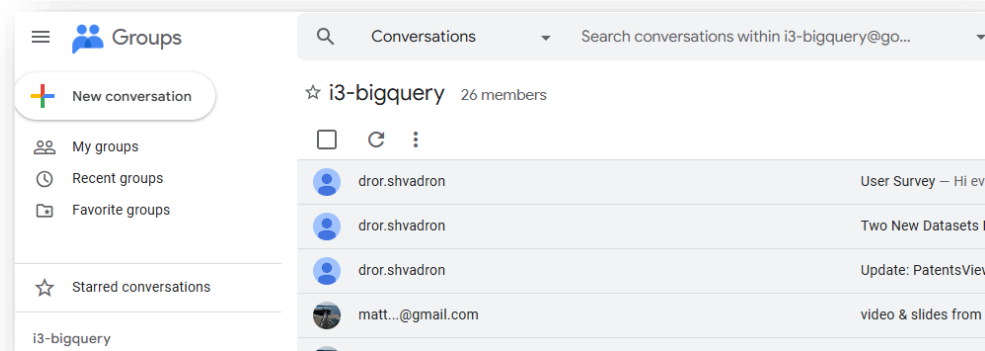 Groups
Conversations
Search conversations within i3-bigquery@go...
New conversation
i3-bigquery 26 members
My groups
Recent groups
Favorite groups
Starred conversations
i3-bigquery
dror.shvadron User Survey — Hi ev
dror.shvadron Two New Datasets
dror.shvadron Update: PatentsView
matt...@gmail.com video & slides from